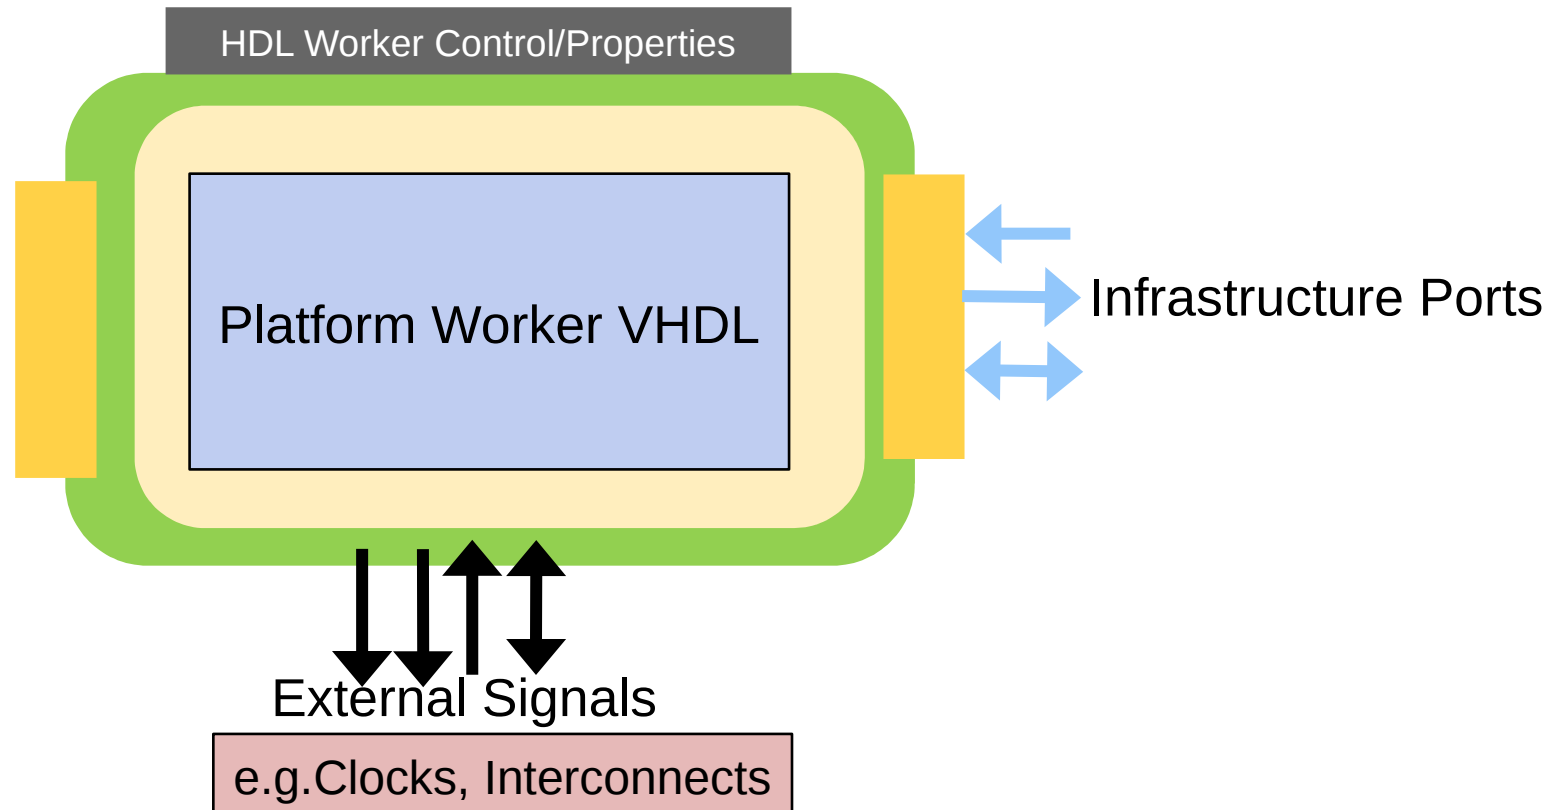 HDL Worker Control/Properties
Platform Worker VHDL
Infrastructure Ports
External Signals
e.g.Clocks, Interconnects